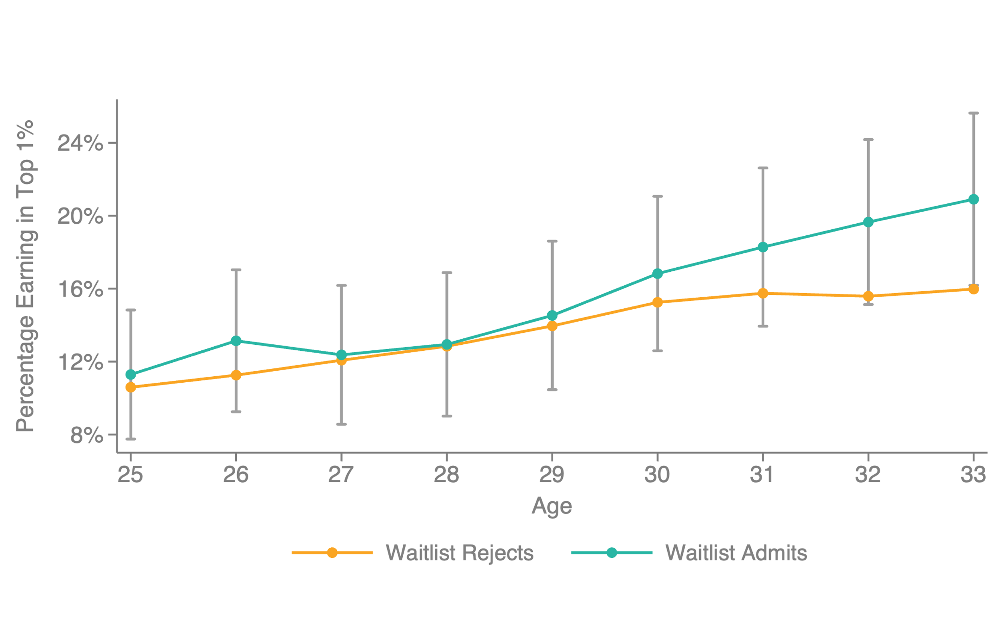 Percentage Earning in Top 1%
24%
20%
16%
12%
8%
25 26 27 28 29 30 31 32 33
Age
Waitlist Rejects Waitlist Admits